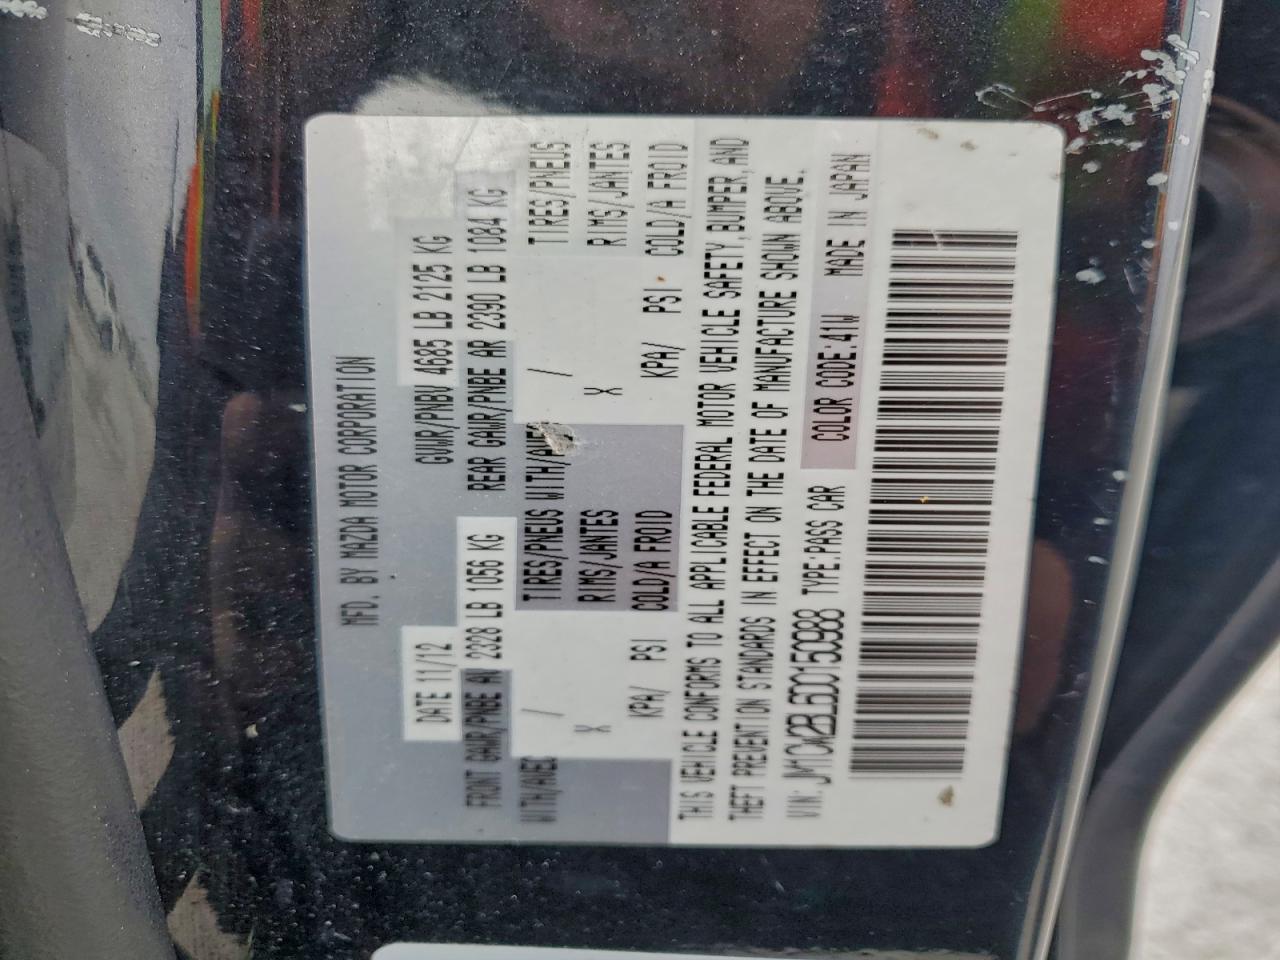 MFD. BY MAZDA MOTOR CORPORATION
DATE 11/12 GVWR/PNBV 4685 LB 2125 KG
FRONT GAWR/PNBE AV 2328 LB 1056 KG REAR GAWR/PNBE AR 2390 LB 1084 KG
WITH/AVEC / TIRES/PNEUS WITH/AVEC / TIRES/PNEUS
X RIMS/JANTES X RIMS/JANTES
KPA/ PSI COLD/A FROID KPA/ PSI COLD/A FROID
THIS VEHICLE CONFORMS TO ALL APPLICABLE FEDERAL MOTOR VEHICLE SAFETY, BUMPER, AND
THEFT PREVENTION STANDARDS IN EFFECT ON THE DATE OF MANUFACTURE SHOWN ABOVE.
VIN: JM1CW2BL6D0150988 TYPE:PASS CAR COLOR CODE:41W MADE IN JAPAN